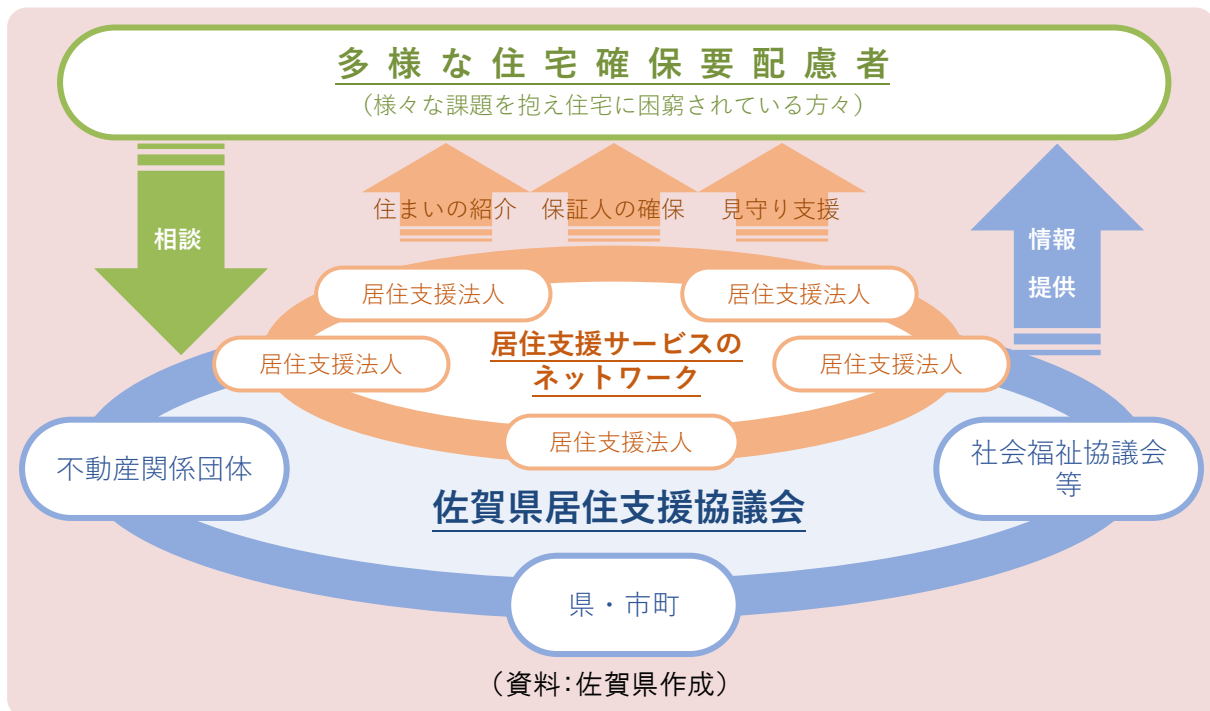 多様な住宅確保要配慮者
（様々な課題を抱え住宅に困窮されている方々）
住まいの紹介
保証人の確保
見守り支援
相談
情報
提供
居住支援法人
居住支援法人
居住支援サービスの
ネットワーク
居住支援法人
居住支援法人
居住支援法人
不動産関係団体
社会福祉協議会
等
佐賀県居住支援協議会
県・市町
（資料：佐賀県作成）